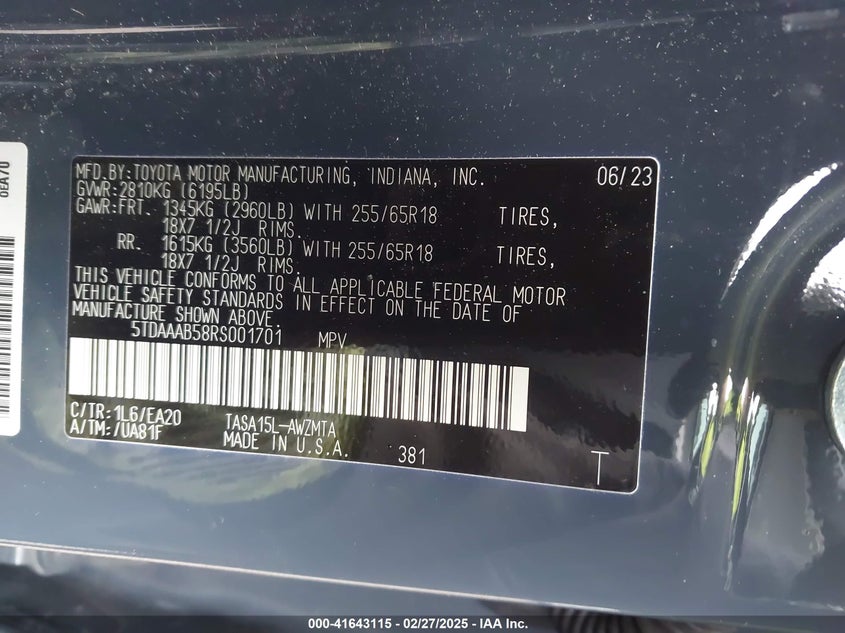 0EA70
MFD.BY:TOYOTA MOTOR MANUFACTURING, INDIANA, INC. 06/23
GVWR:2810KG (6195LB)
GAWR:FRT. 1345KG (2960LB) WITH 255/65R18 TIRES,
18X7 1/2J RIMS.
RR. 1615KG (3560LB) WITH 255/65R18 TIRES,
18X7 1/2J RIMS.
THIS VEHICLE CONFORMS TO ALL APPLICABLE FEDERAL MOTOR
VEHICLE SAFETY STANDARDS IN EFFECT ON THE DATE OF
MANUFACTURE SHOWN ABOVE.
5TDAAAB58RS001701 MPV
C/TR:1L6/EA20 TASA15L-AWZMTA
A/TM:/UA81F MADE IN U.S.A. 381 T
000-41643115 - 02/27/2025 - IAA Inc.